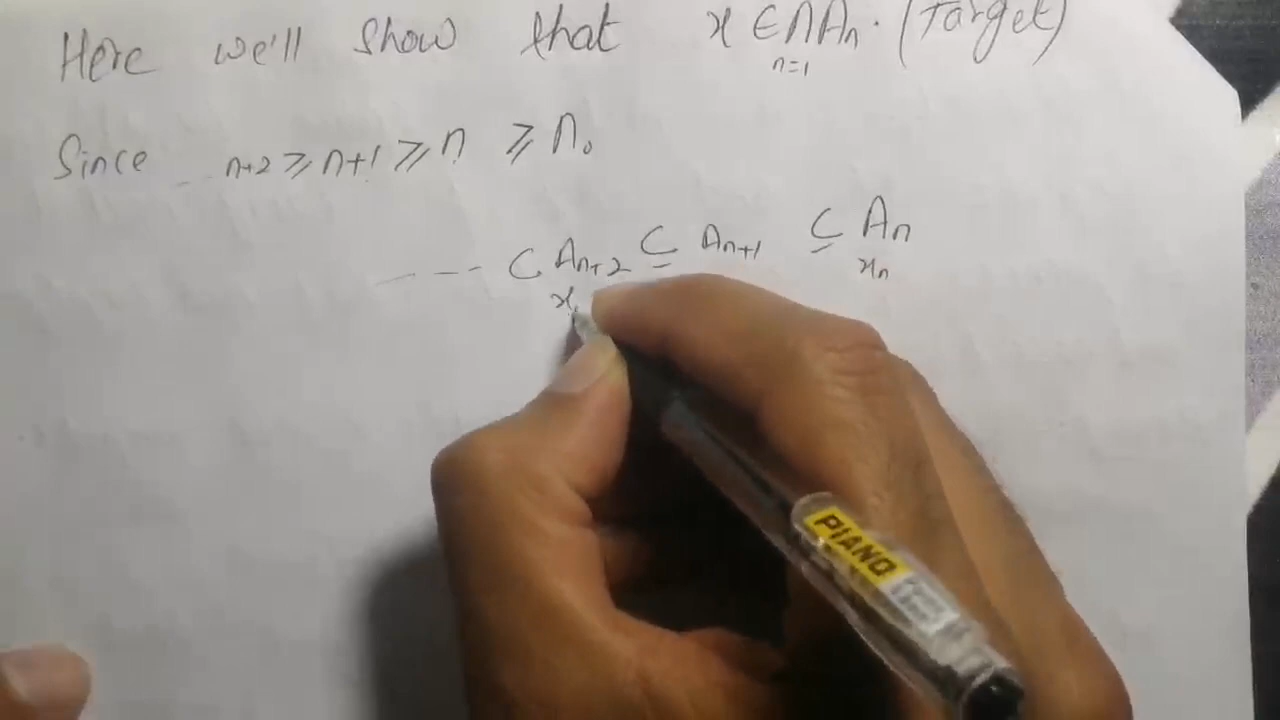 Here we'll show that x ∈ ∩ Aₙ. (Target)
n=1
Since n+2 ≥ n+1 ≥ n ≥ n₀
---- ⊂ Aₙ₊₂ ⊆ Aₙ₊₁ ⊆ Aₙ
x xₙ
PIANO